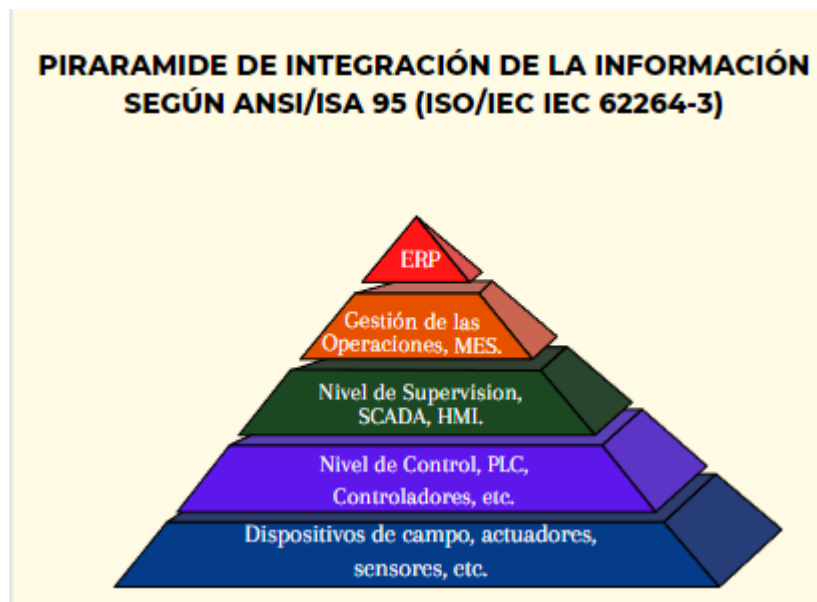 PIRARAMIDE DE INTEGRACIÓN DE LA INFORMACIÓN
SEGÚN ANSI/ISA 95 (ISO/IEC IEC 62264-3)
ERP
Gestión de las
Operaciones, MES.
Nivel de Supervision,
SCADA, HMI.
Nivel de Control, PLC,
Controladores, etc.
Dispositivos de campo, actuadores,
sensores, etc.